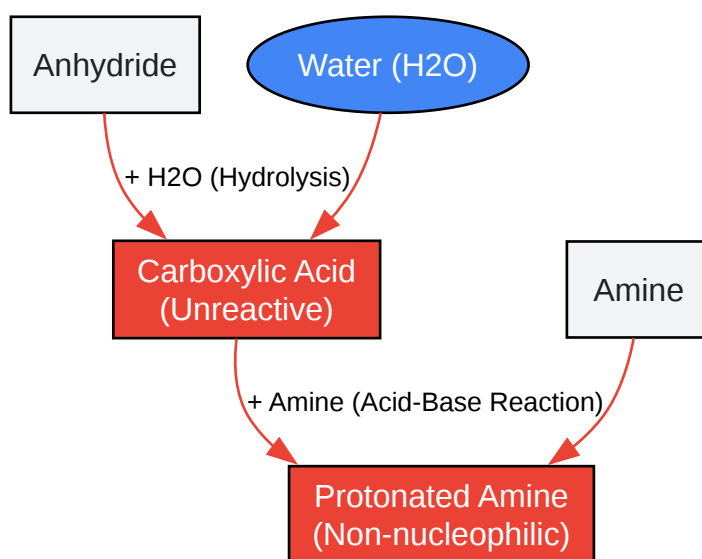 Anhydride
Water (H2O)
+ H2O (Hydrolysis)
Carboxylic Acid
(Unreactive)
Amine
+ Amine (Acid-Base Reaction)
Protonated Amine
(Non-nucleophilic)